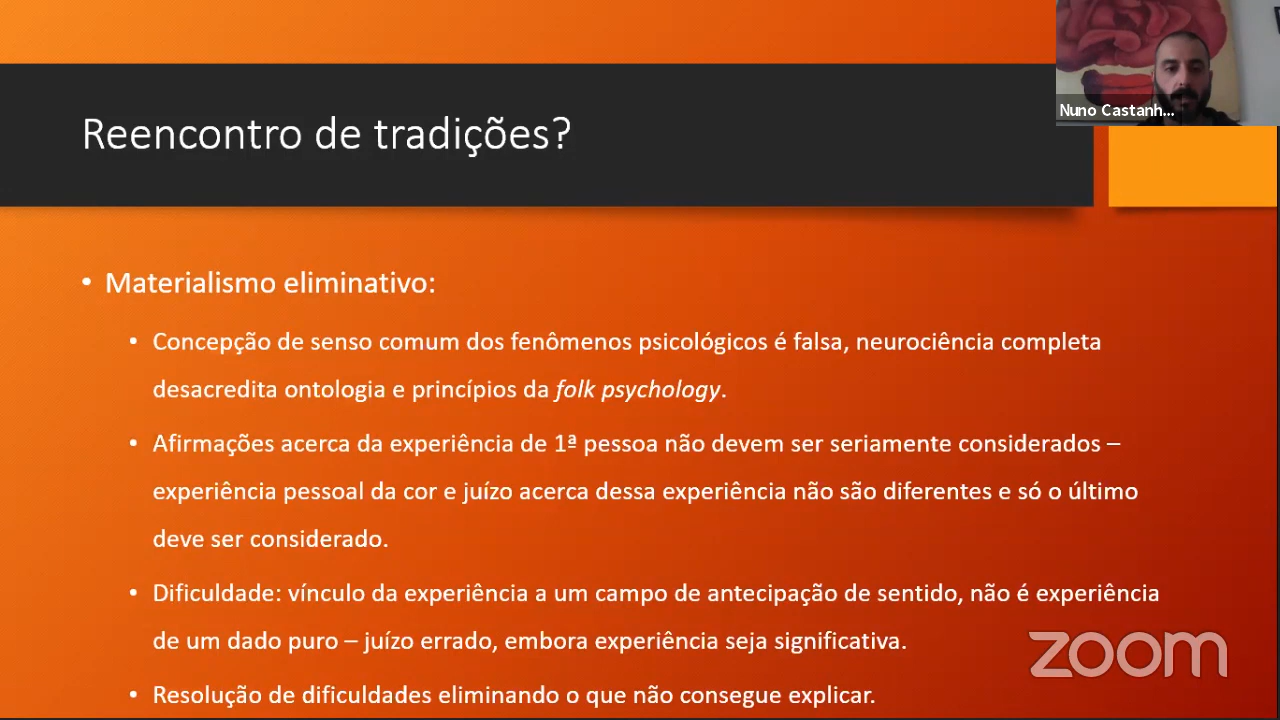 Nuno Castanh...
Reencontro de tradições?
• Materialismo eliminativo:
• Concepção de senso comum dos fenômenos psicológicos é falsa, neurociência completa
desacredita ontologia e princípios da folk psychology.
• Afirmações acerca da experiência de 1ª pessoa não devem ser seriamente considerados –
experiência pessoal da cor e juízo acerca dessa experiência não são diferentes e só o último
deve ser considerado.
• Dificuldade: vínculo da experiência a um campo de antecipação de sentido, não é experiência
de um dado puro – juízo errado, embora experiência seja significativa.
• Resolução de dificuldades eliminando o que não consegue explicar.
zoom